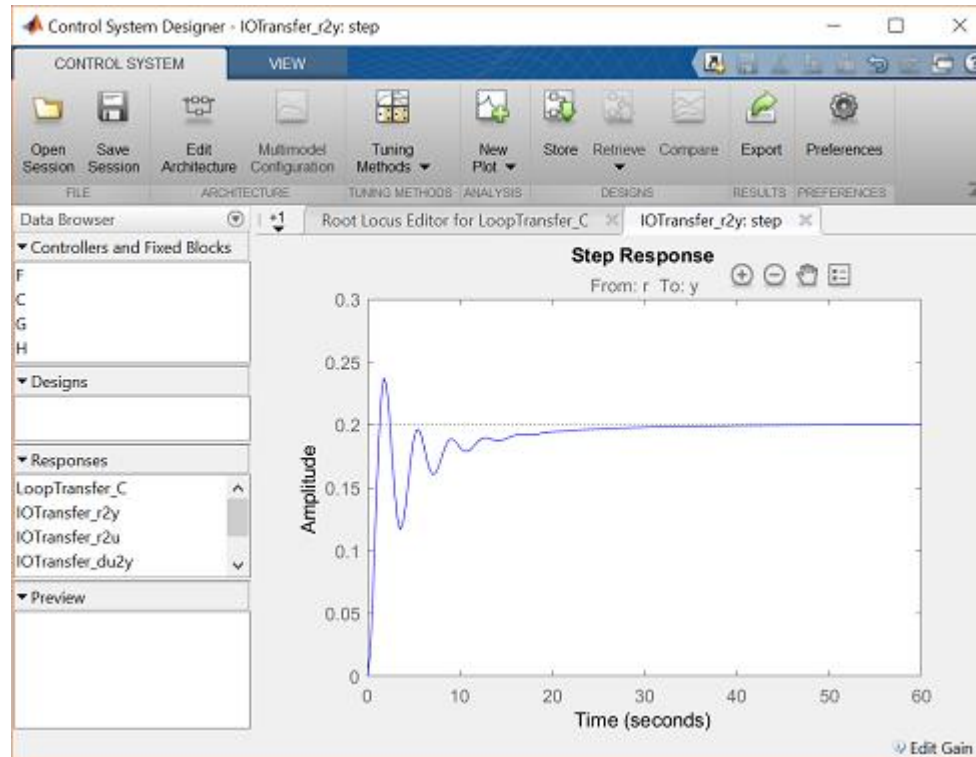 Control System Designer - IOTransfer_r2y: step
CONTROL SYSTEM VIEW
Open Session
Save Session
Edit Architecture
Multimodel Configuration
Tuning Methods
New Plot
Store
Retrieve
Compare
Export
Preferences
FILE ARCHITECTURE TUNING METHODS ANALYSIS DESIGNS RESULTS PREFERENCES
Data Browser
Controllers and Fixed Blocks
F
C
G
H
Designs
Responses
LoopTransfer_C
IOTransfer_r2y
IOTransfer_r2u
IOTransfer_du2y
Preview
+1 Root Locus Editor for LoopTransfer_C IOTransfer_r2y: step
Step Response
From: r To: y
0.3
0.25
0.2
0.15
0.1
0.05
0
Amplitude
0 10 20 30 40 50 60
Time (seconds)
Edit Gain